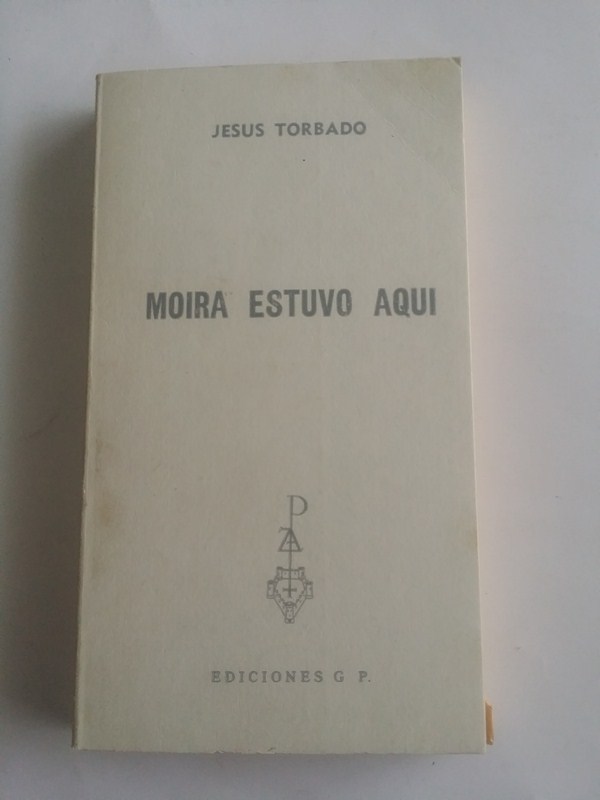 JESUS TORBADO
MOIRA ESTUVO AQUI
P
Z
EDICIONES G P.